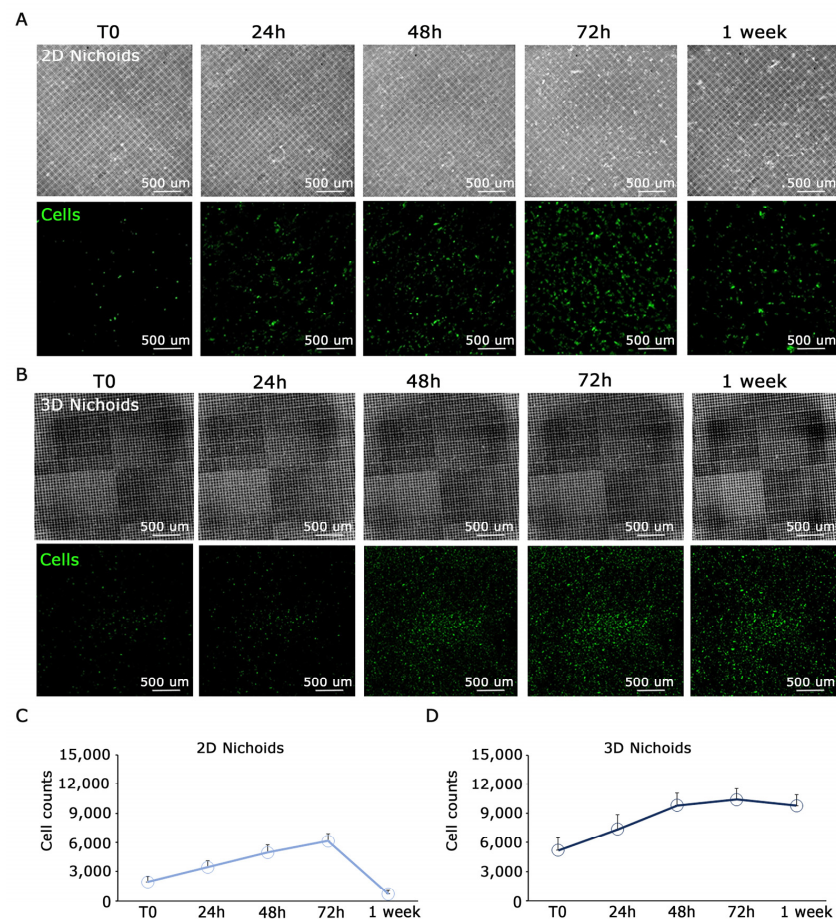 A
T0 24h 48h 72h 1 week
2D Nichoids
500 um 500 um 500 um 500 um 500 um
Cells
500 um 500 um 500 um 500 um 500 um
B
T0 24h 48h 72h 1 week
3D Nichoids
500 um 500 um 500 um 500 um 500 um
Cells
500 um 500 um 500 um 500 um 500 um
C
2D Nichoids
Cell counts
15,000
12,000
9,000
6,000
3,000
0
T0 24h 48h 72h 1 week
D
3D Nichoids
Cell counts
15,000
12,000
9,000
6,000
3,000
0
T0 24h 48h 72h 1 week